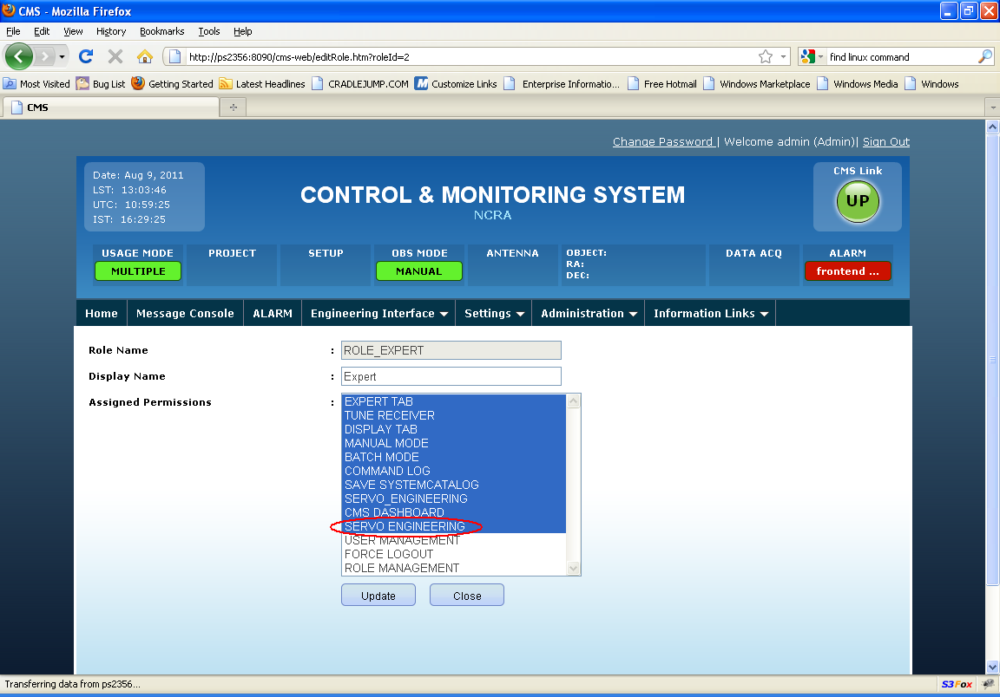 CMS - Mozilla Firefox
File Edit View History Bookmarks Tools Help
http://ps2356:8090/cms-web/editRole.htm?roleId=2 find linux command
Most Visited Bug List Getting Started Latest Headlines CRADLEJUMP.COM Customize Links Enterprise Informatio... Free Hotmail Windows Marketplace Windows Media Windows
CMS
Change Password | Welcome admin (Admin)| Sign Out
Date: Aug 9, 2011
LST: 13:03:46
UTC: 10:59:25
IST: 16:29:25
CONTROL & MONITORING SYSTEM
NCRA
CMS Link
UP
USAGE MODE
MULTIPLE
PROJECT
SETUP
OBS MODE
MANUAL
ANTENNA
OBJECT:
RA:
DEC:
DATA ACQ
ALARM
frontend ...
Home Message Console ALARM Engineering Interface Settings Administration Information Links
Role Name : ROLE_EXPERT
Display Name : Expert
Assigned Permissions :
EXPERT TAB
TUNE RECEIVER
DISPLAY TAB
MANUAL MODE
BATCH MODE
COMMAND LOG
SAVE SYSTEMCATALOG
SERVO_ENGINEERING
CMS DASHBOARD
SERVO ENGINEERING
USER MANAGEMENT
FORCE LOGOUT
ROLE MANAGEMENT
Update Close
Transferring data from ps2356... S3Fox